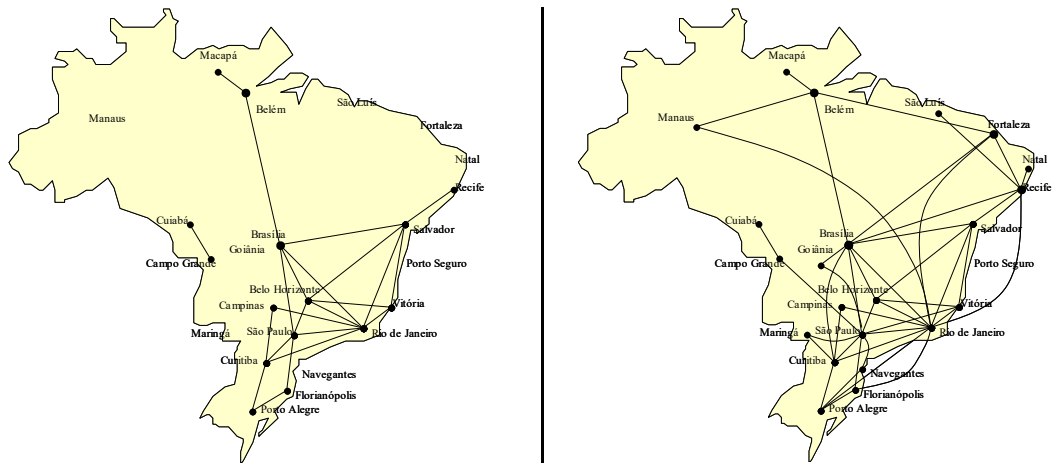 Macapá
Belém
São Luís
Manaus
Fortaleza
Natal
Recife
Cuiabá
Brasília
Salvador
Goiânia
Campo Grande
Porto Seguro
Belo Horizonte
Campinas
Vitória
Maringá
São Paulo
Rio de Janeiro
Curitiba
Navegantes
Florianópolis
Porto Alegre
Macapá
Belém
São Luís
Manaus
Fortaleza
Natal
Recife
Cuiabá
Brasília
Salvador
Goiânia
Campo Grande
Porto Seguro
Belo Horizonte
Campinas
Vitória
Maringá
São Paulo
Rio de Janeiro
Curitiba
Navegantes
Florianópolis
Porto Alegre